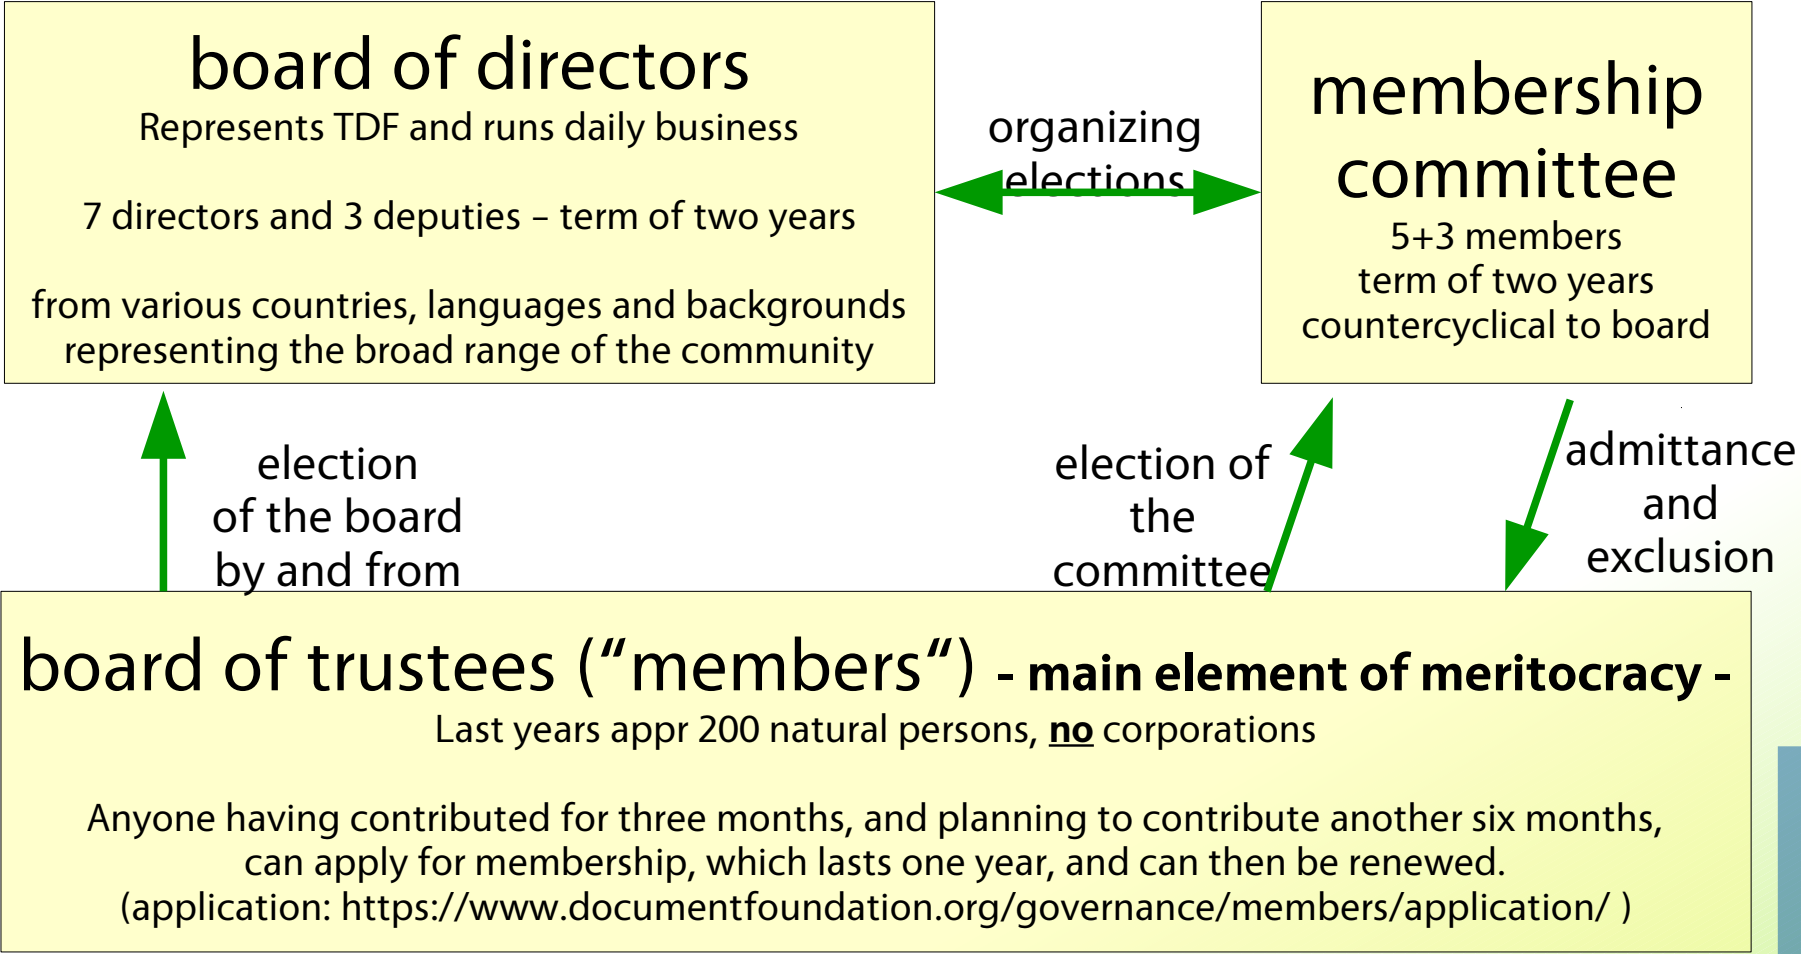 board of directors
Represents TDF and runs daily business
7 directors and 3 deputies – term of two years
from various countries, languages and backgrounds
representing the broad range of the community
organizing
elections
membership
committee
5+3 members
term of two years
countercyclical to board
election
of the board
by and from
election of
the
committee
admittance
and
exclusion
board of trustees (“members“) - main element of meritocracy -
Last years appr 200 natural persons, no corporations
Anyone having contributed for three months, and planning to contribute another six months,
can apply for membership, which lasts one year, and can then be renewed.
(application: https://www.documentfoundation.org/governance/members/application/ )